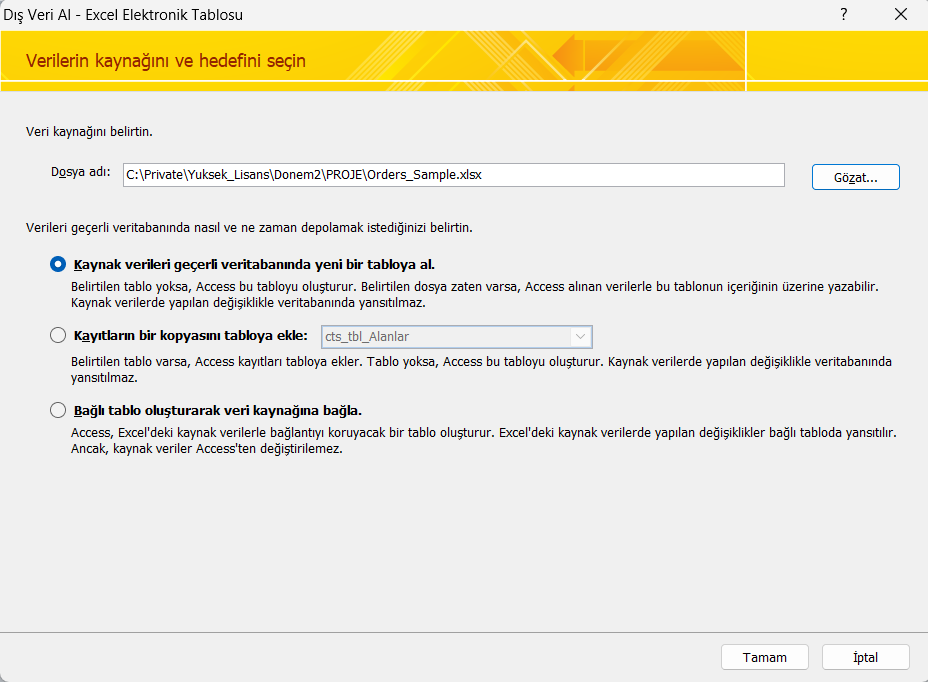 Dış Veri Al - Excel Elektronik Tablosu
?
Verilerin kaynağını ve hedefini seçin
Veri kaynağını belirtin.
Dosya adı: C:\Private\Yuksek_Lisans\Donem2\PROJE\Orders_Sample.xlsx Gözat...
Verileri geçerli veritabanında nasıl ve ne zaman depolamak istediğinizi belirtin.
Kaynak verileri geçerli veritabanında yeni bir tabloya al.
Belirtilen tablo yoksa, Access bu tabloyu oluşturur. Belirtilen dosya zaten varsa, Access alınan verilerle bu tablonun içeriğinin üzerine yazabilir.
Kaynak verilerde yapılan değişiklikle veritabanında yansıtılmaz.
Kayıtların bir kopyasını tabloya ekle: cts_tbl_Alanlar
Belirtilen tablo varsa, Access kayıtları tabloya ekler. Tablo yoksa, Access bu tabloyu oluşturur. Kaynak verilerde yapılan değişiklikle veritabanında
yansıtılmaz.
Bağlı tablo oluşturarak veri kaynağına bağla.
Access, Excel'deki kaynak verilerle bağlantıyı koruyacak bir tablo oluşturur. Excel'deki kaynak verilerde yapılan değişiklikler bağlı tabloda yansıtılır.
Ancak, kaynak veriler Access'ten değiştirilemez.
Tamam İptal